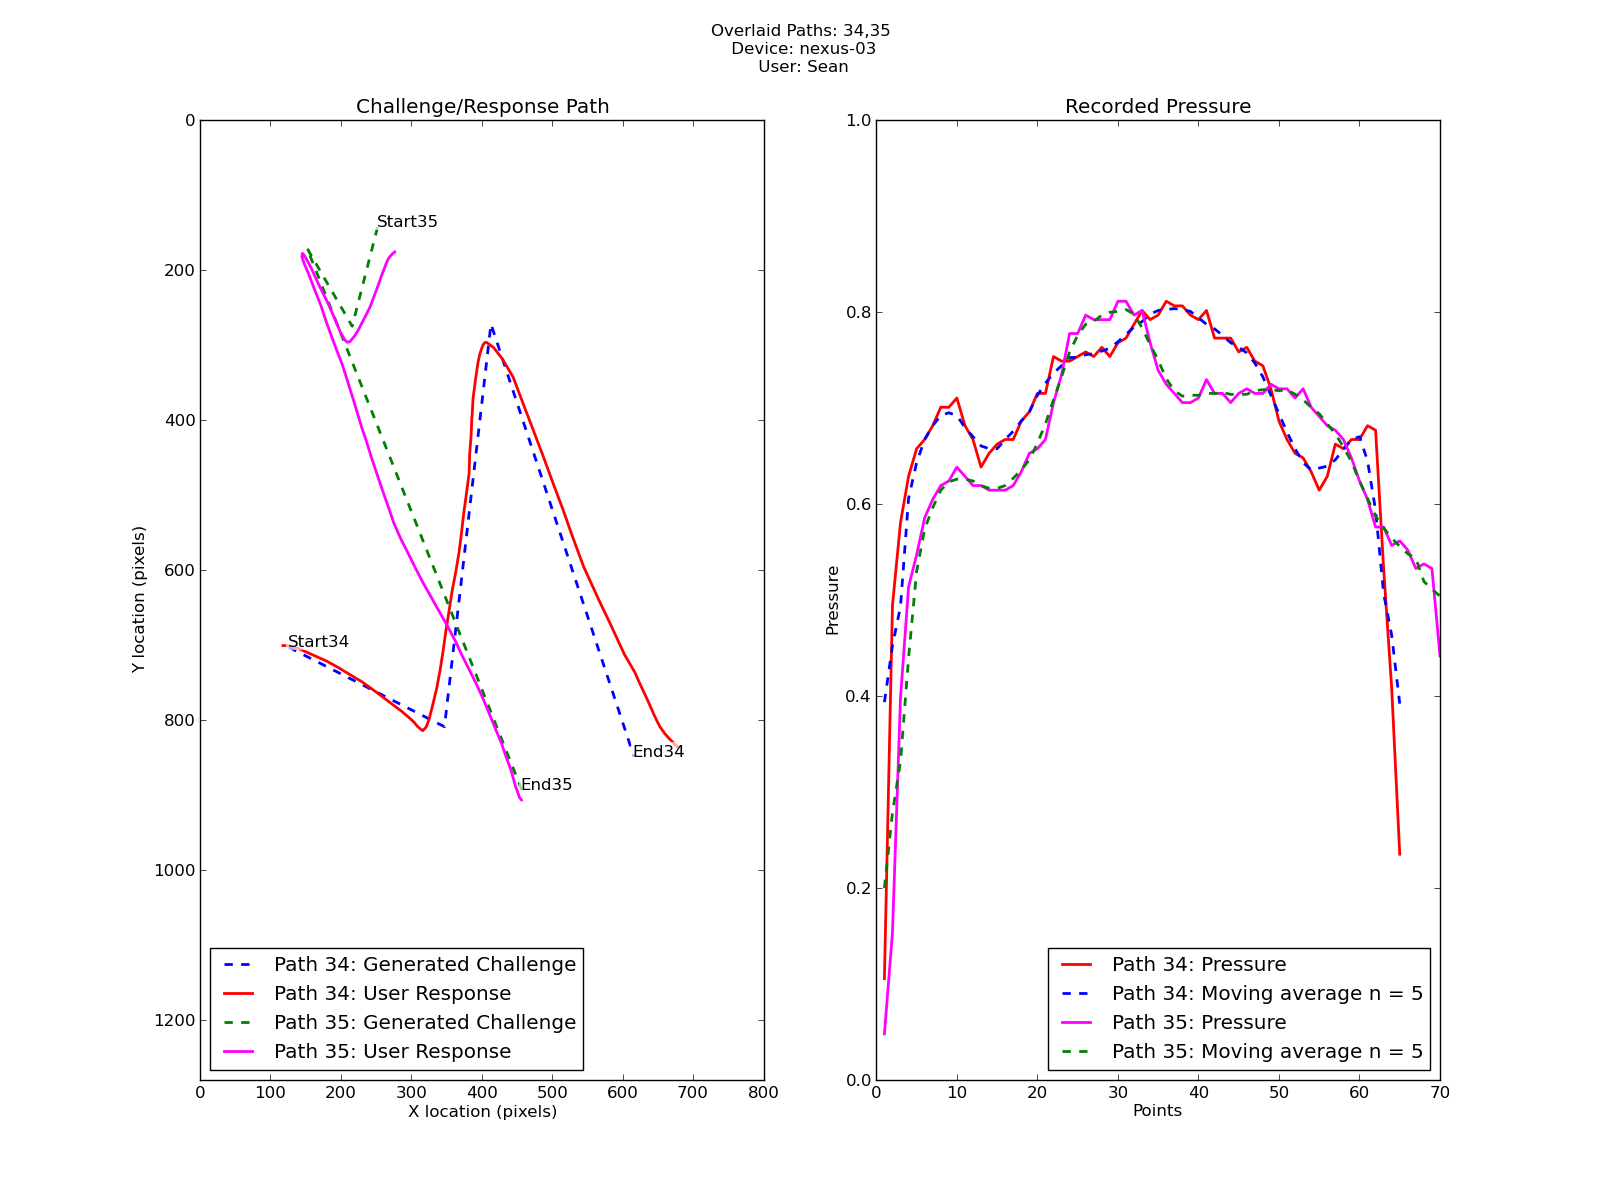 Overlaid Paths: 34,35
Device: nexus-03
User: Sean
Challenge/Response Path
0
200
400
600
800
1000
1200
Y location (pixels)
Start35
Start34
End34
End35
Path 34: Generated Challenge
Path 34: User Response
Path 35: Generated Challenge
Path 35: User Response
0 100 200 300 400 500 600 700 800
X location (pixels)
Recorded Pressure
1.0
0.8
0.6
0.4
0.2
0.0
Pressure
Path 34: Pressure
Path 34: Moving average n = 5
Path 35: Pressure
Path 35: Moving average n = 5
0 10 20 30 40 50 60 70
Points